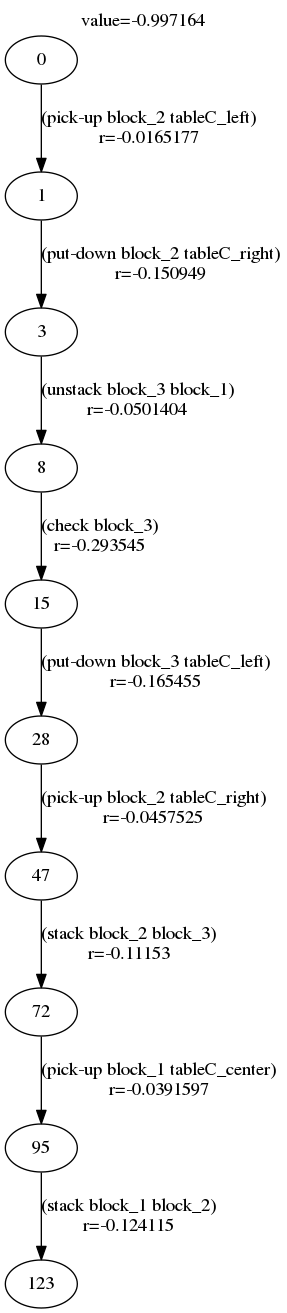 value=-0.997164
0
(pick-up block_2 tableC_left)
r=-0.0165177
1
(put-down block_2 tableC_right)
r=-0.150949
3
(unstack block_3 block_1)
r=-0.0501404
8
(check block_3)
r=-0.293545
15
(put-down block_3 tableC_left)
r=-0.165455
28
(pick-up block_2 tableC_right)
r=-0.0457525
47
(stack block_2 block_3)
r=-0.11153
72
(pick-up block_1 tableC_center)
r=-0.0391597
95
(stack block_1 block_2)
r=-0.124115
123